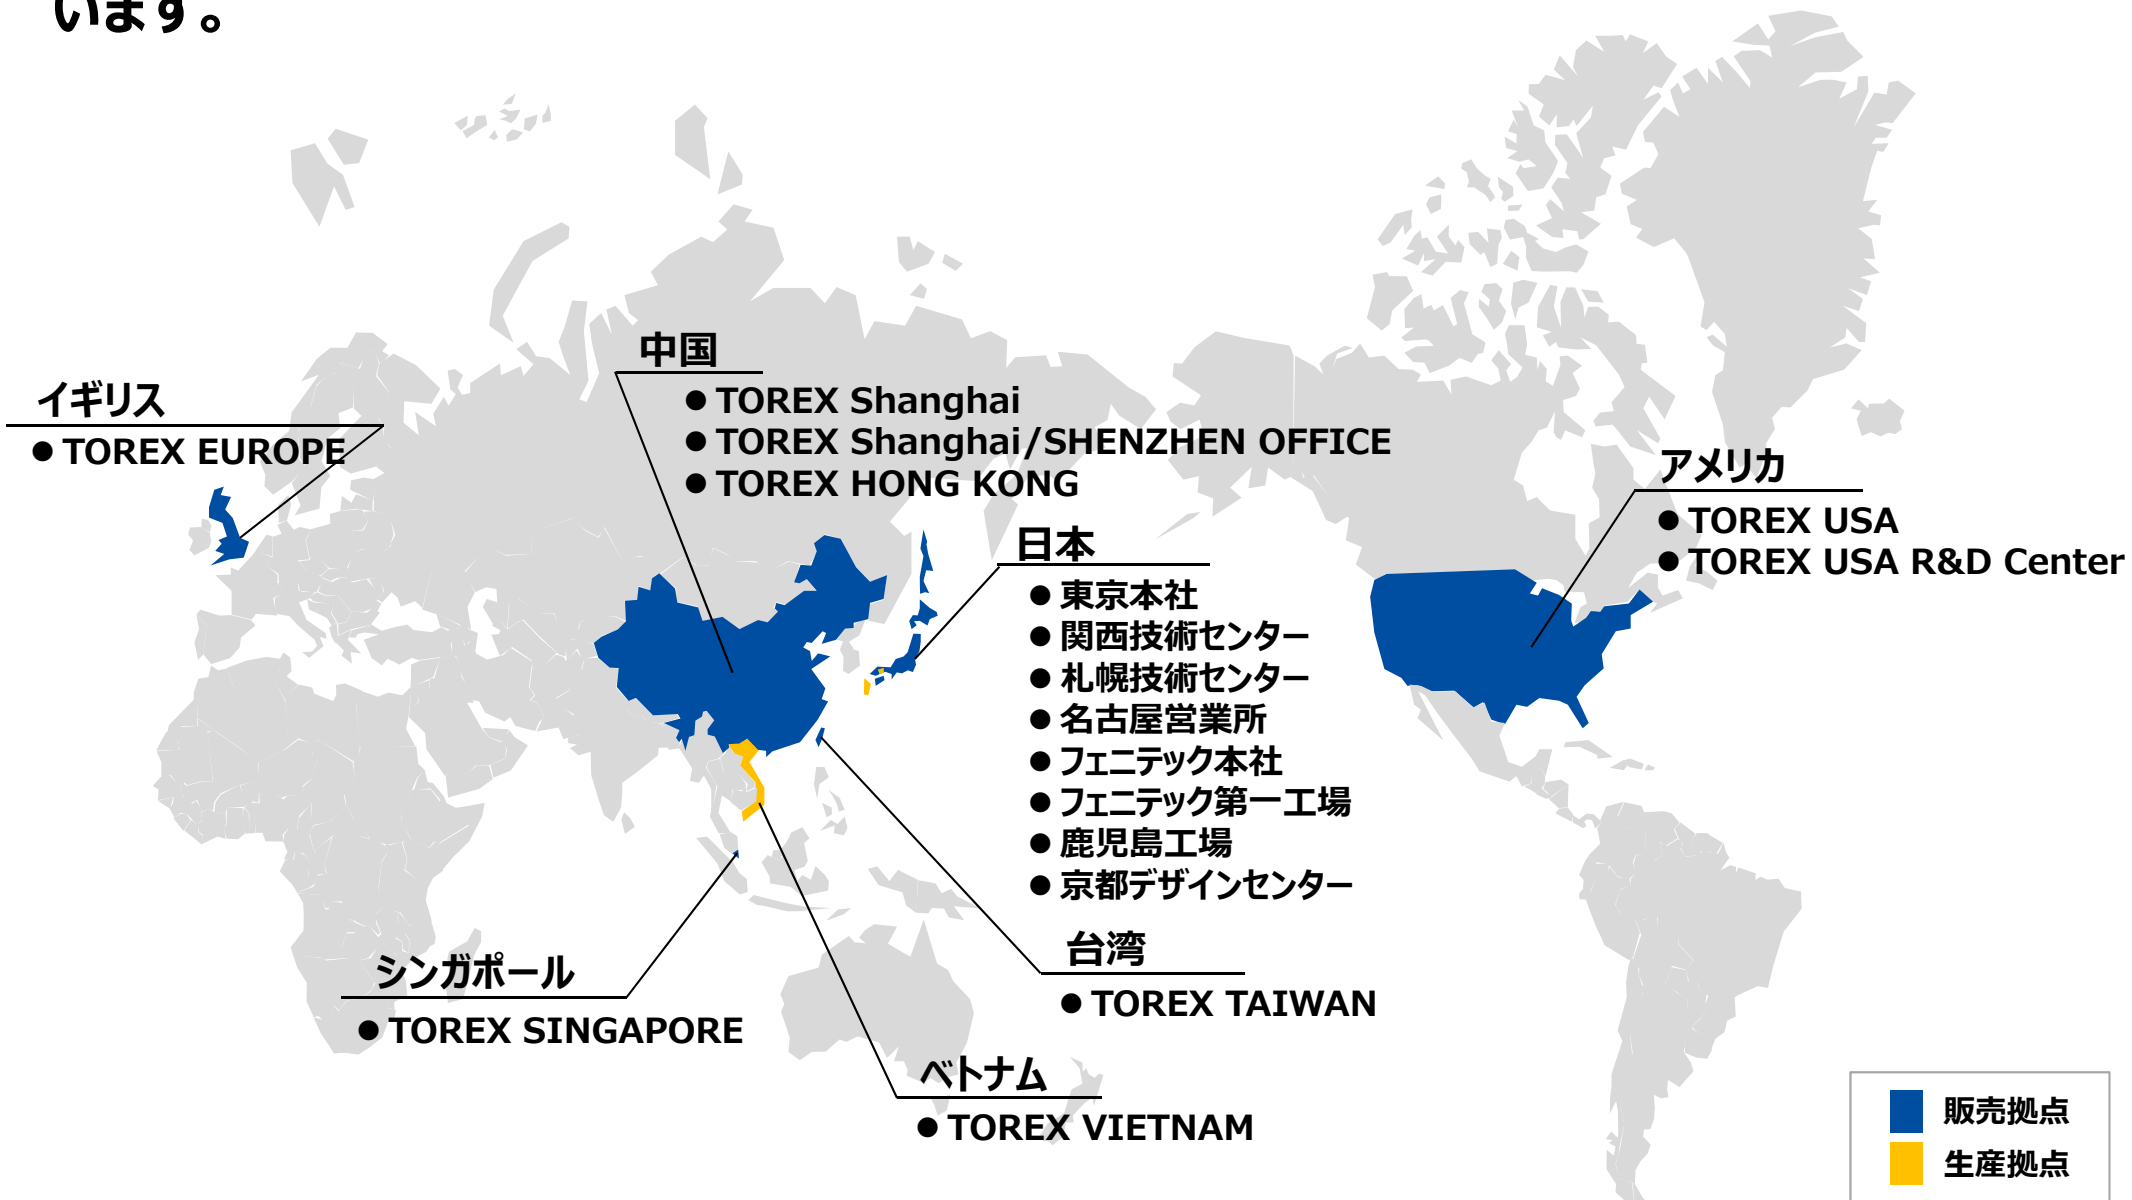 います。
中国
● TOREX Shanghai
● TOREX Shanghai/SHENZHEN OFFICE
● TOREX HONG KONG
イギリス
● TOREX EUROPE
アメリカ
● TOREX USA
● TOREX USA R&D Center
日本
● 東京本社
● 関西技術センター
● 札幌技術センター
● 名古屋営業所
● フェニテック本社
● フェニテック第一工場
● 鹿児島工場
● 京都デザインセンター
台湾
● TOREX TAIWAN
シンガポール
● TOREX SINGAPORE
ベトナム
● TOREX VIETNAM
販売拠点
生産拠点